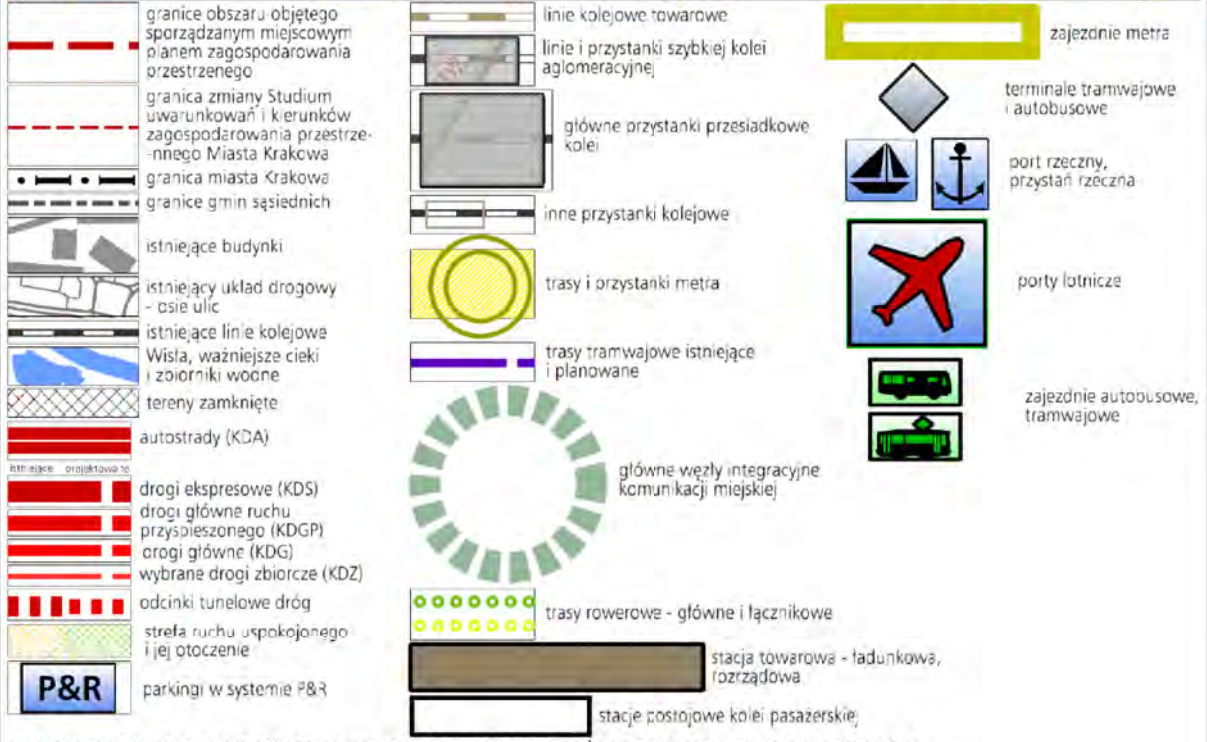 granice obszaru objętego
sporządzanym miejscowym
planem zagospodarowania
przestrzenego
granica zmiany Studium
uwarunkowań i kierunków
zagospodarowania przestrze-
-nnego Miasta Krakowa
granica miasta Krakowa
granice gmin sąsiednich
istniejące budynki
istniejący układ drogowy
- osie ulic
istniejące linie kolejowe
Wisła, ważniejsze cieki
i zbiorniki wodne
tereny zamknięte
autostrady (KDA)
istniejące projektowane
drogi ekspresowe (KDS)
drogi główne ruchu
przyspieszonego (KDGP)
drogi główne (KDG)
wybrane drogi zbiorcze (KDZ)
odcinki tunelowe dróg
strefa ruchu uspokojonego
i jej otoczenie
P&R
parkingi w systemie P&R
linie kolejowe towarowe
linie i przystanki szybkiej kolei
aglomeracyjnej
główne przystanki przesiadkowe
kolei
inne przystanki kolejowe
trasy i przystanki metra
trasy tramwajowe istniejące
i planowane
główne węzły integracyjne
komunikacji miejskiej
trasy rowerowe - główne i łącznikowe
stacja towarowa - ładunkowa,
rozrządowa
stacje postojowe kolei pasażerskiej
zajezdnie metra
terminale tramwajowe
i autobusowe
port rzeczny,
przystań rzeczna
porty lotnicze
zajezdnie autobusowe,
tramwajowe